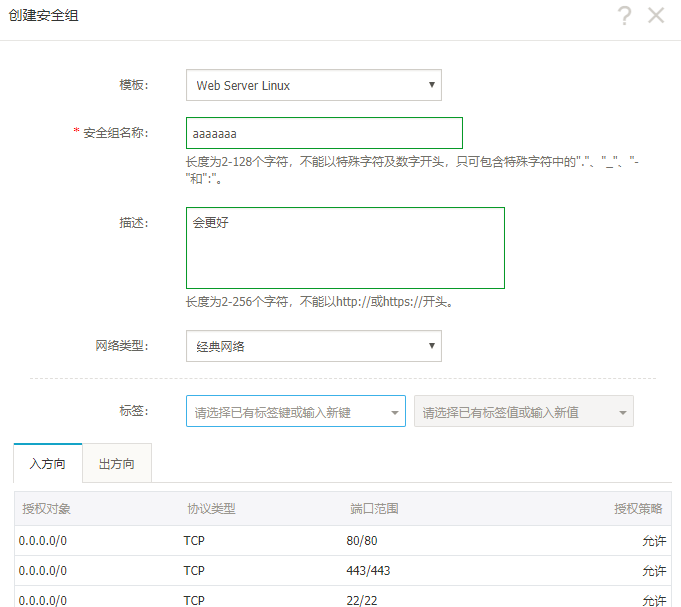 创建安全组
?
模板:
Web Server Linux
* 安全组名称:
aaaaaaa
长度为2-128个字符，不能以特殊字符及数字开头，只可包含特殊字符中的"."、"_"、"-
"和":"。
描述:
会更好
长度为2-256个字符，不能以http://或https://开头。
网络类型:
经典网络
标签:
请选择已有标签键或输入新键
请选择已有标签值或输入新值
入方向 出方向
授权对象 协议类型 端口范围 授权策略
0.0.0.0/0 TCP 80/80 允许
0.0.0.0/0 TCP 443/443 允许
0.0.0.0/0 TCP 22/22 允许